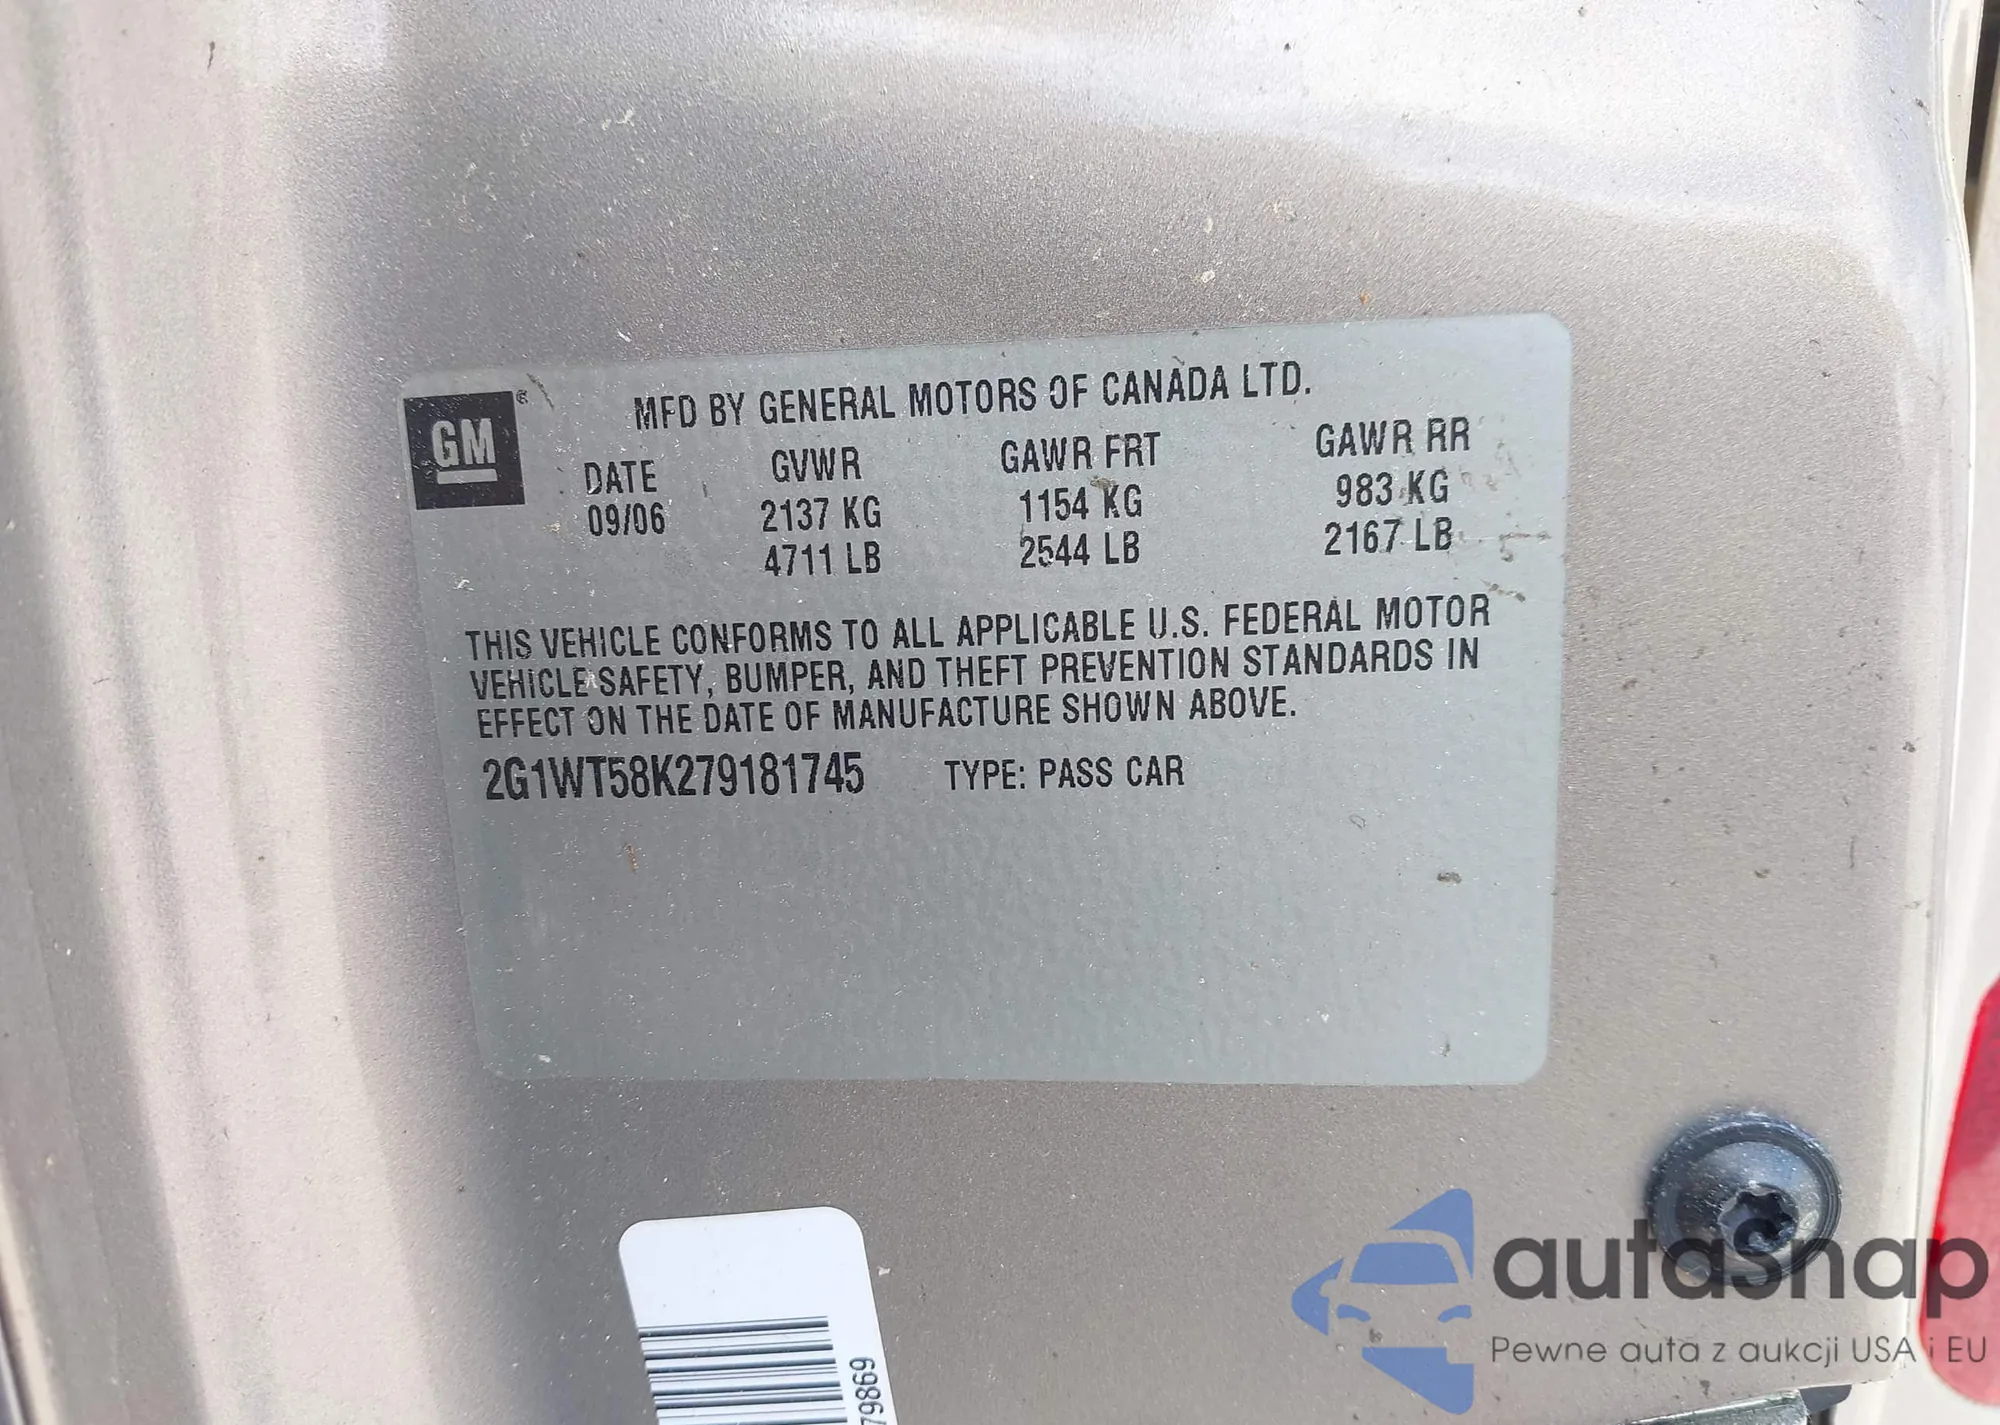 GM®
MFD BY GENERAL MOTORS OF CANADA LTD.
DATE GVWR GAWR FRT GAWR RR
09/06 2137 KG 1154 KG 983 KG
4711 LB 2544 LB 2167 LB
THIS VEHICLE CONFORMS TO ALL APPLICABLE U.S. FEDERAL MOTOR
VEHICLE SAFETY, BUMPER, AND THEFT PREVENTION STANDARDS IN
EFFECT ON THE DATE OF MANUFACTURE SHOWN ABOVE.
2G1WT58K279181745 TYPE: PASS CAR
79869
autasnap
Pewne auta z aukcji USA i EU